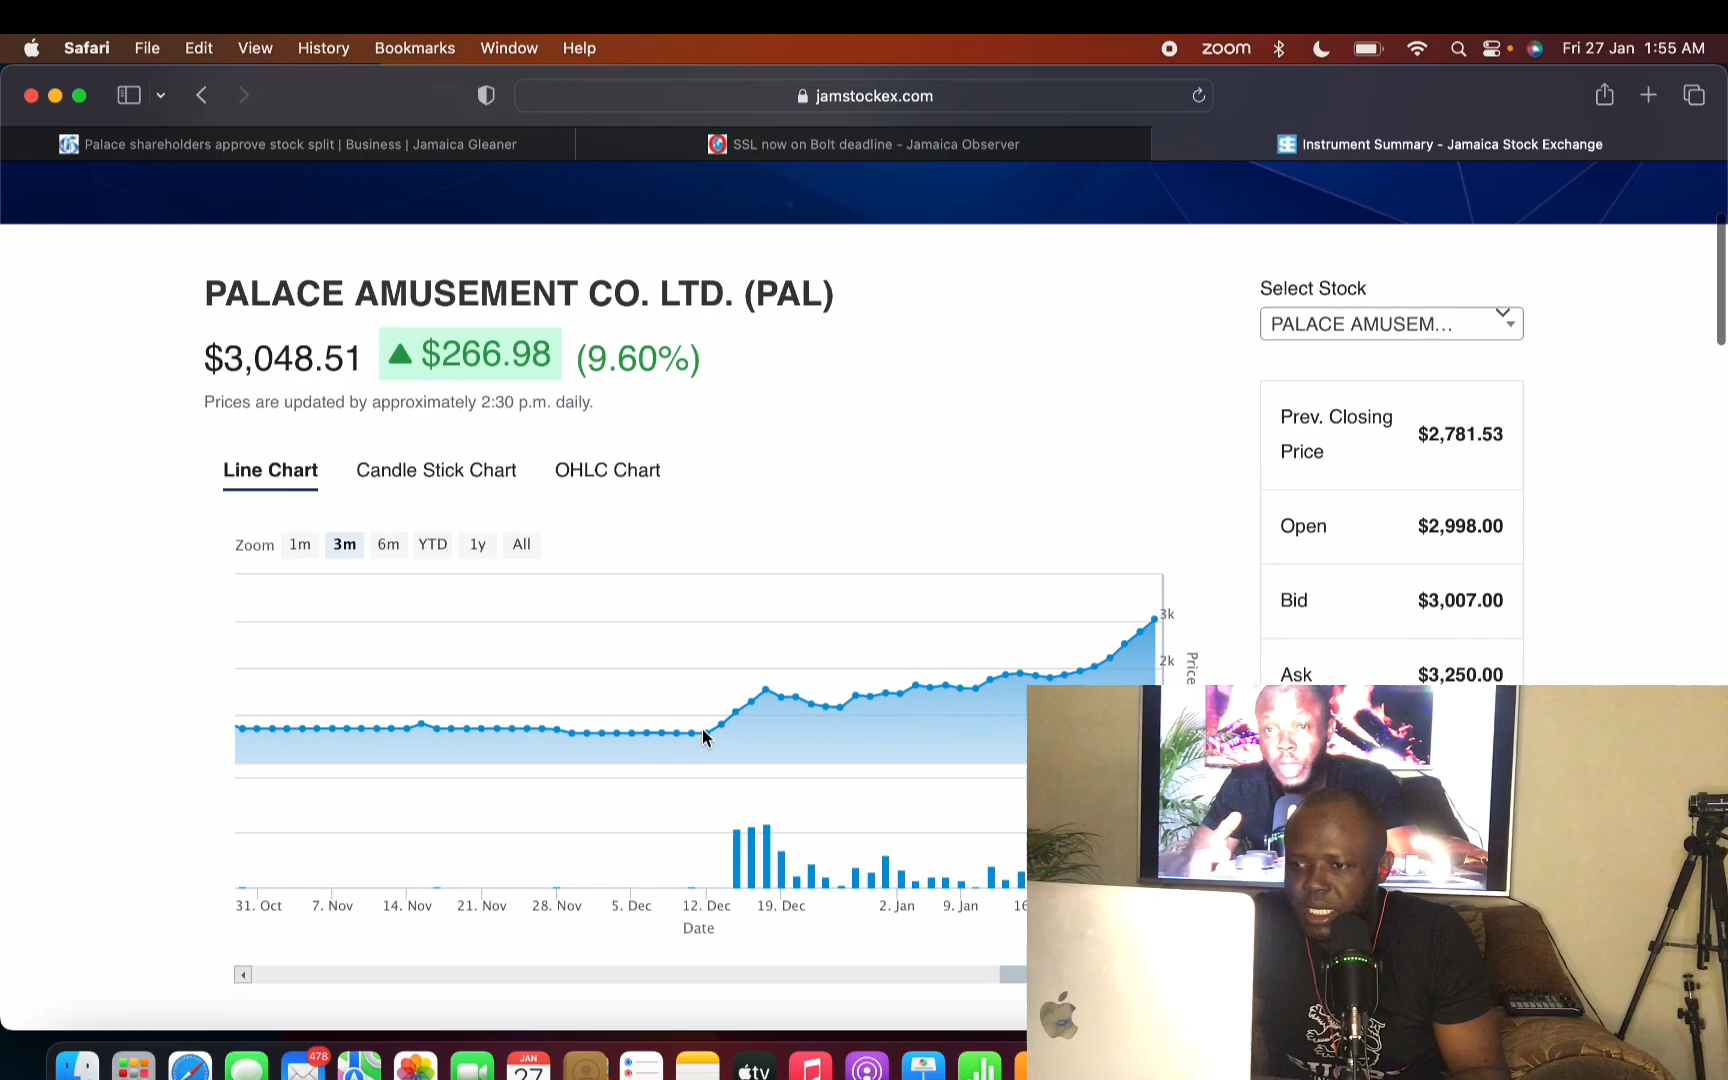 Safari File Edit View History Bookmarks Window Help zoom Fri 27 Jan 1:55 AM
jamstockex.com
Palace shareholders approve stock split | Business | Jamaica Gleaner
SSL now on Bolt deadline - Jamaica Observer
Instrument Summary - Jamaica Stock Exchange
PALACE AMUSEMENT CO. LTD. (PAL)
$3,048.51 ▲ $266.98 (9.60%)
Prices are updated by approximately 2:30 p.m. daily.
Select Stock
PALACE AMUSEM...
Prev. Closing Price $2,781.53
Open $2,998.00
Bid $3,007.00
Ask $3,250.00
Line Chart Candle Stick Chart OHLC Chart
Zoom 1m 3m 6m YTD 1y All
3k
2k
Price
31. Oct 7. Nov 14. Nov 21. Nov 28. Nov 5. Dec 12. Dec 19. Dec 2. Jan 9. Jan 16
Date
478
JAN
27
tv